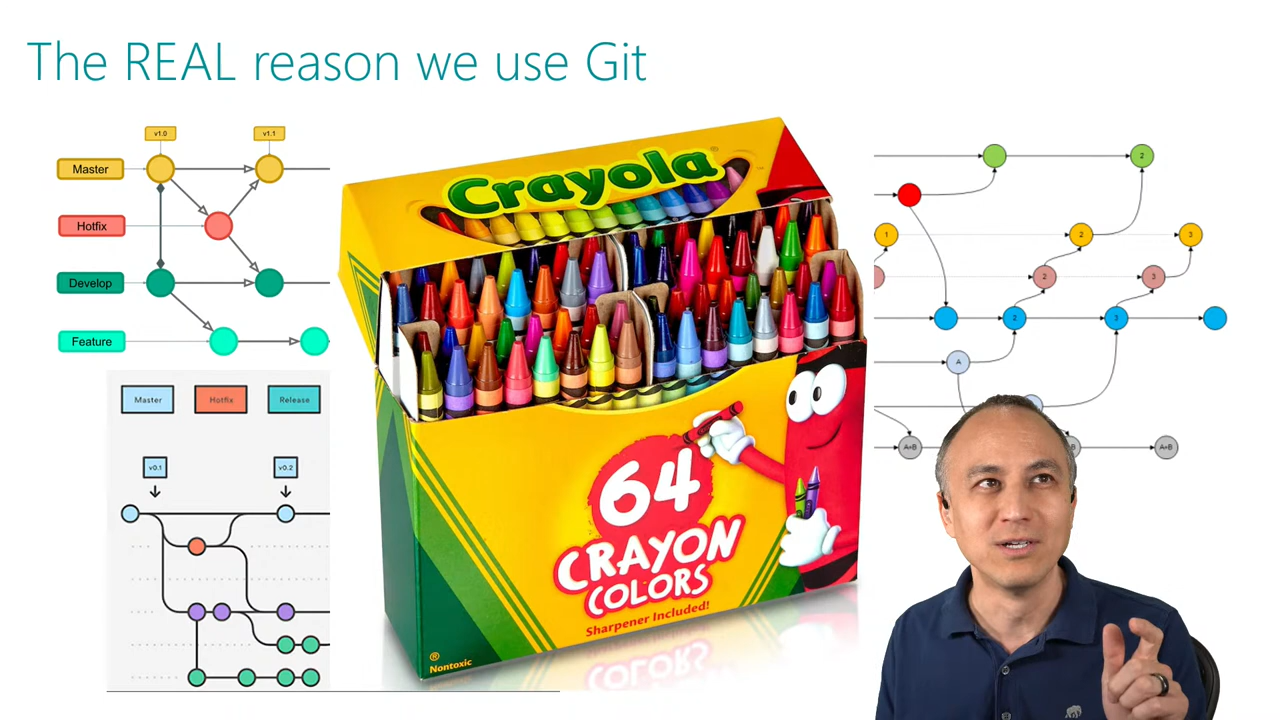 The REAL reason we use Git
v1.0
v1.1
Master
Hotfix
Develop
Feature
Master
Hotfix
Release
v0.1
v0.2
Crayola
64
CRAYON
COLORS
Sharpener Included!
®
Nontoxic
2
1
2
3
2
3
2
3
A
A+B
B
A+B